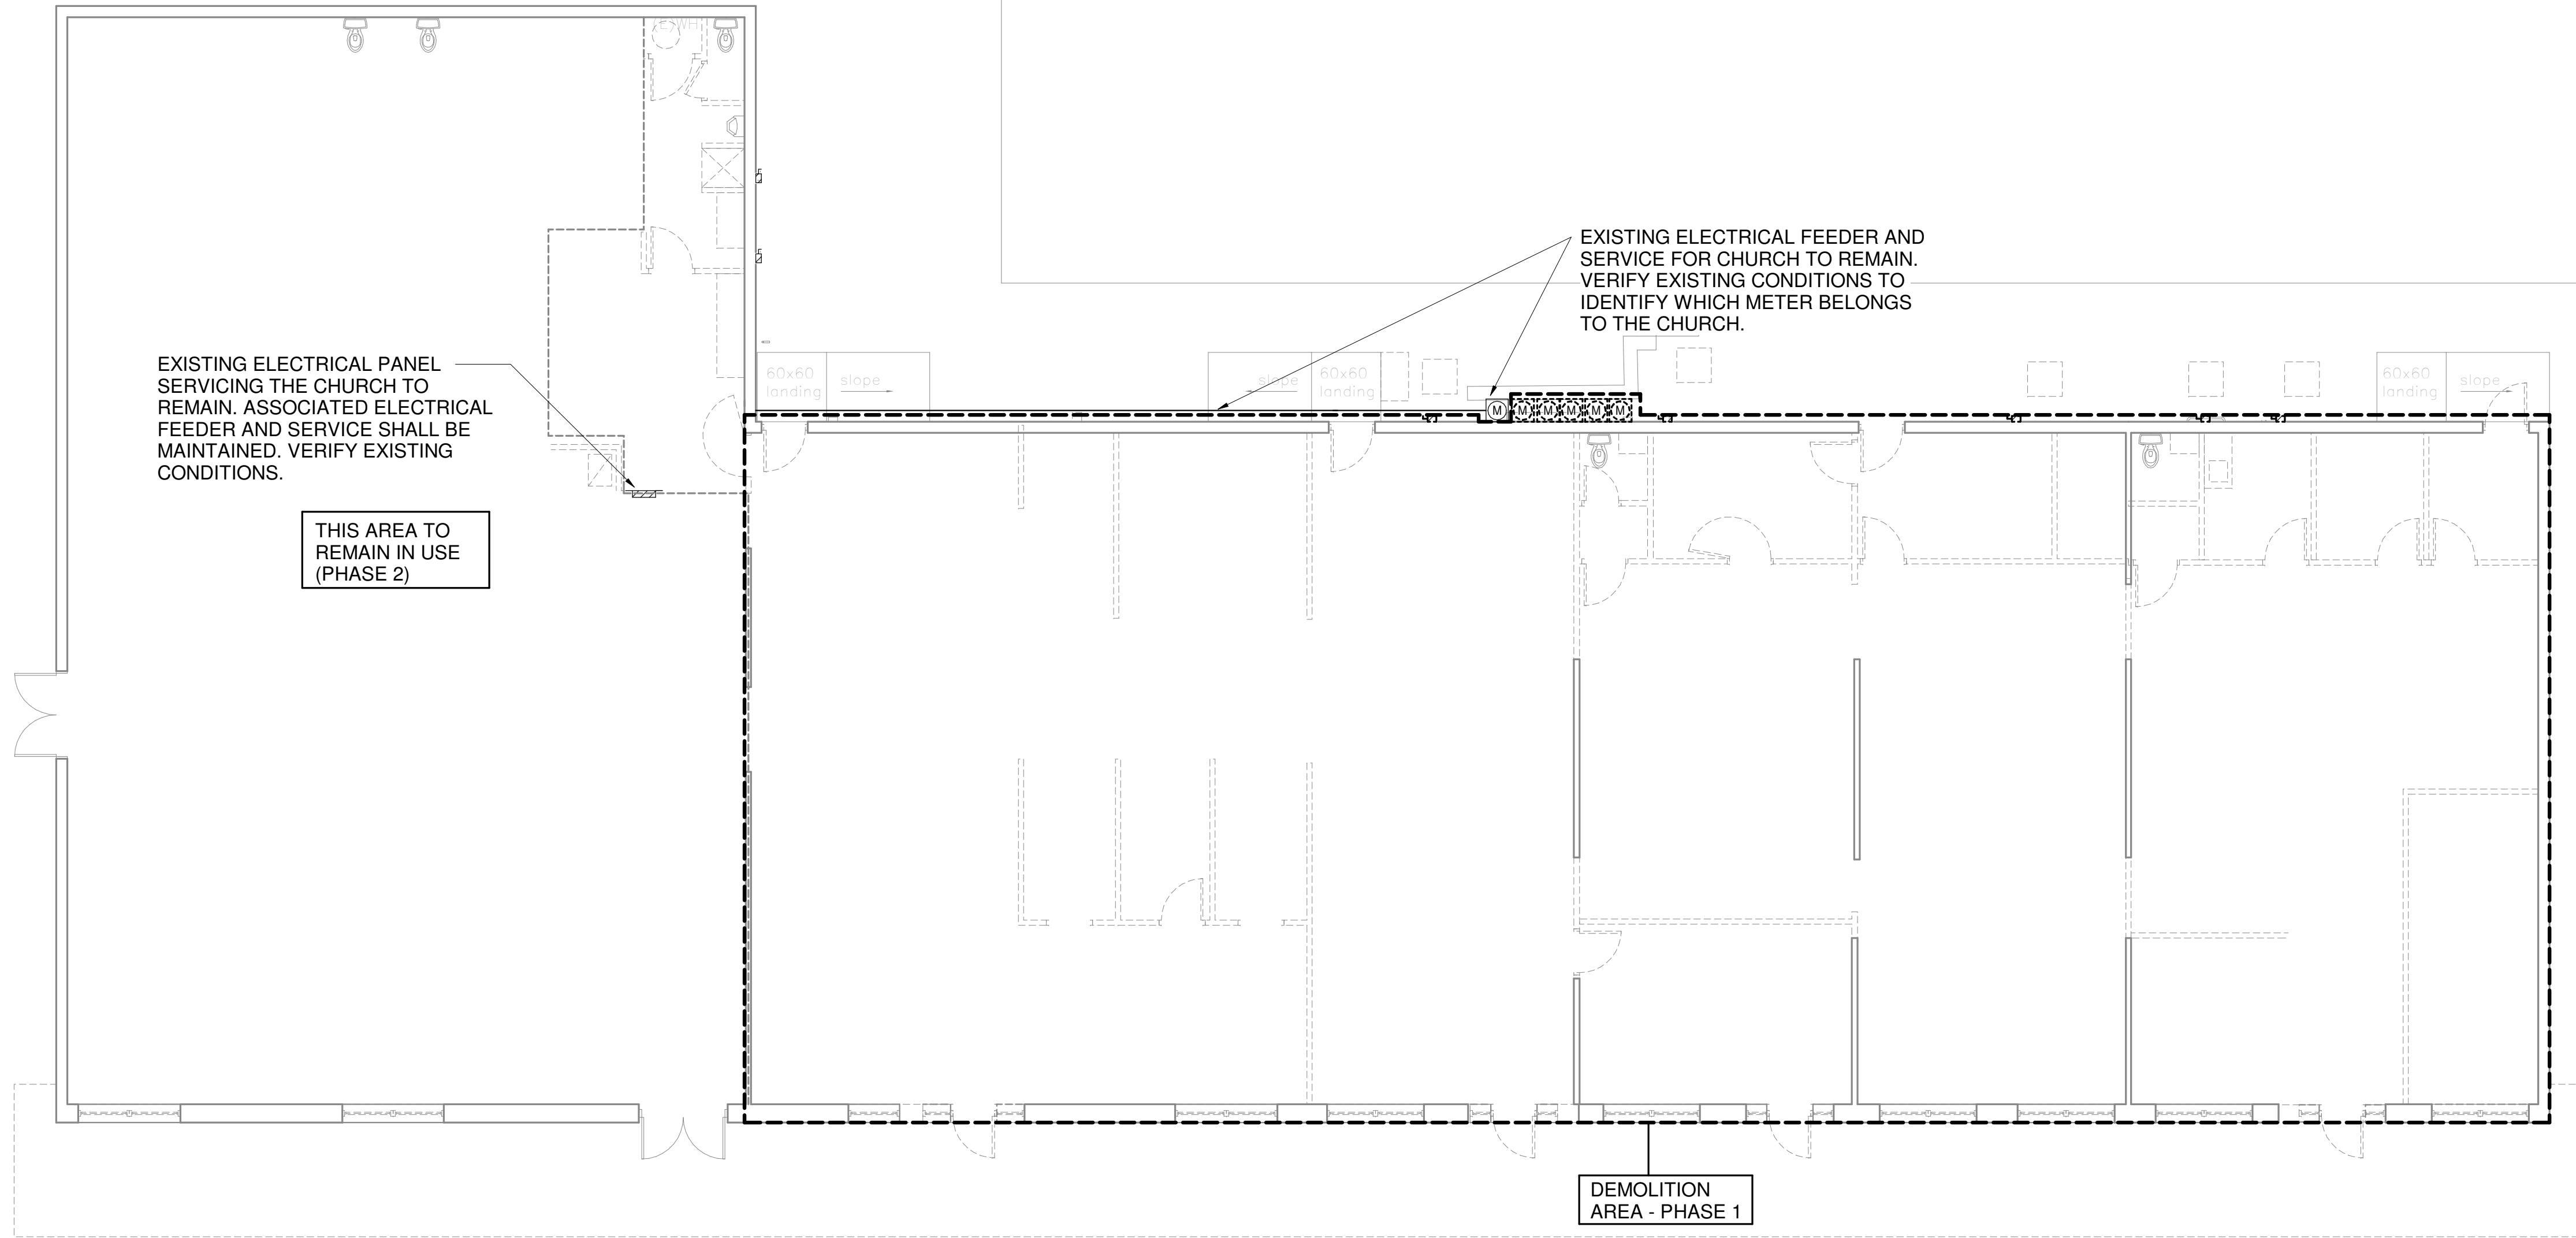 (E)WH
EXISTING ELECTRICAL FEEDER AND
SERVICE FOR CHURCH TO REMAIN.
VERIFY EXISTING CONDITIONS TO
IDENTIFY WHICH METER BELONGS
TO THE CHURCH.
EXISTING ELECTRICAL PANEL
SERVICING THE CHURCH TO
REMAIN. ASSOCIATED ELECTRICAL
FEEDER AND SERVICE SHALL BE
MAINTAINED. VERIFY EXISTING
CONDITIONS.
60x60
landing
slope
slope
60x60
landing
60x60
landing
slope
M M M M M M
THIS AREA TO
REMAIN IN USE
(PHASE 2)
DEMOLITION
AREA - PHASE 1